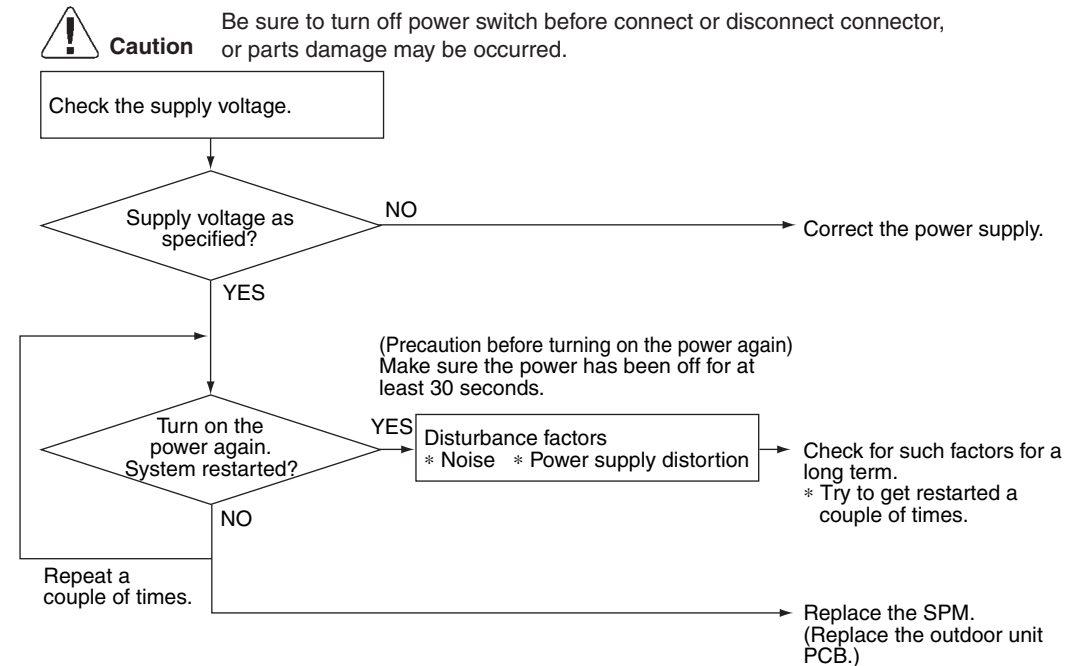 Be sure to turn off power switch before connect or disconnect connector,
Caution or parts damage may be occurred.
Check the supply voltage.
Supply voltage as
specified?
NO
Correct the power supply.
YES
(Precaution before turning on the power again)
Make sure the power has been off for at
least 30 seconds.
Turn on the
power again.
System restarted?
YES
Disturbance factors
* Noise * Power supply distortion
Check for such factors for a
long term.
* Try to get restarted a
couple of times.
NO
Repeat a
couple of times.
Replace the SPM.
(Replace the outdoor unit
PCB.)